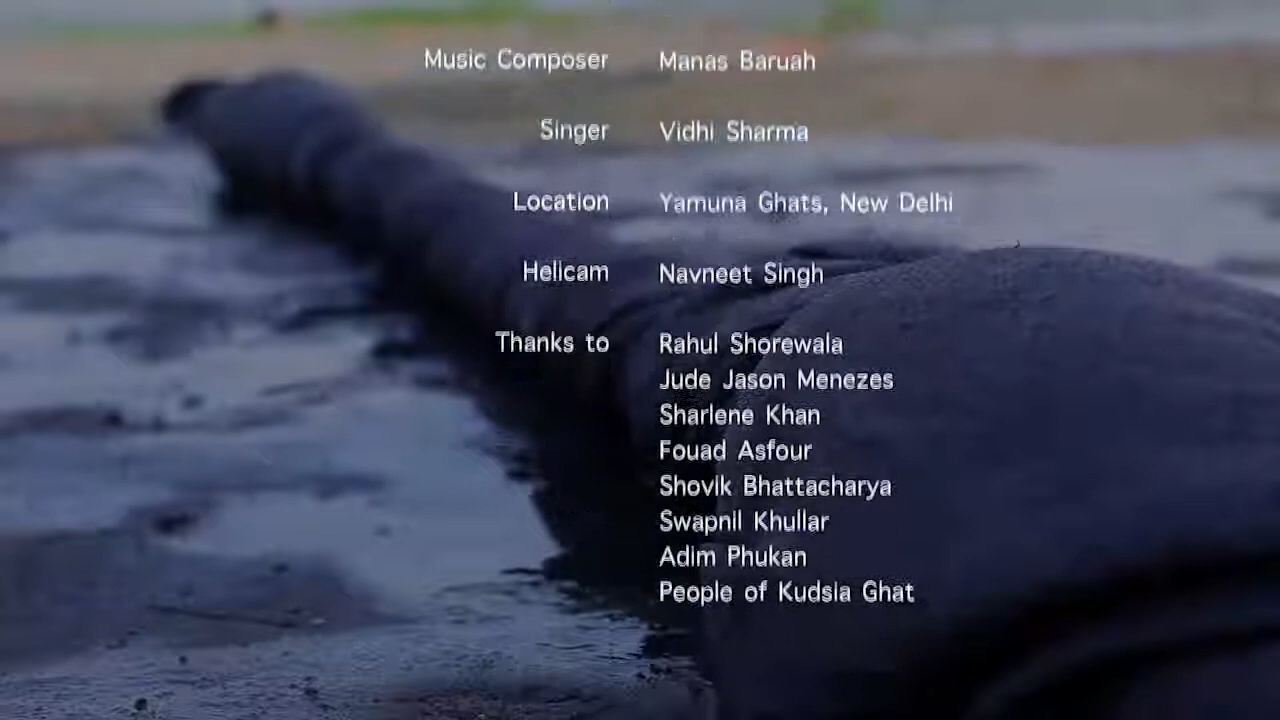 Music Composer Manas Baruah
Singer Vidhi Sharma
Location Yamuna Ghats, New Delhi
Helicam Navneet Singh
Thanks to Rahul Shorewala
Jude Jason Menezes
Sharlene Khan
Fouad Asfour
Shovik Bhattacharya
Swapnil Khullar
Adim Phukan
People of Kudsia Ghat